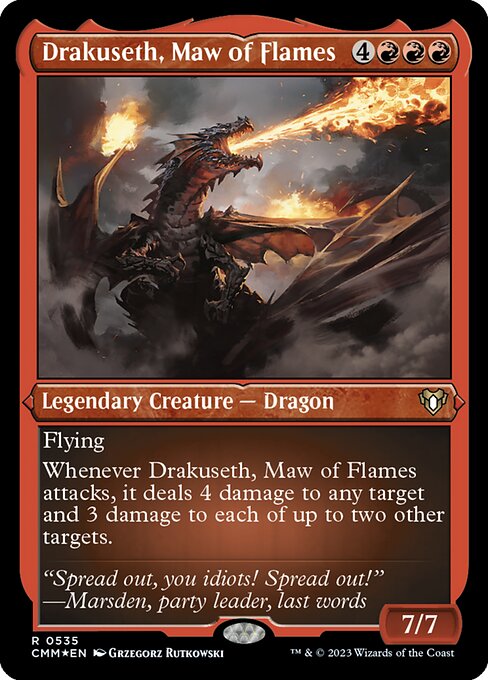 Drakuseth, Maw of Flames 4
Legendary Creature — Dragon
Flying
Whenever Drakuseth, Maw of Flames
attacks, it deals 4 damage to any target
and 3 damage to each of up to two other
targets.
“Spread out, you idiots! Spread out!”
—Marsden, party leader, last words
7/7
R 0535
CMM★EN Grzegorz Rutkowski ™ & © 2023 Wizards of the Coast